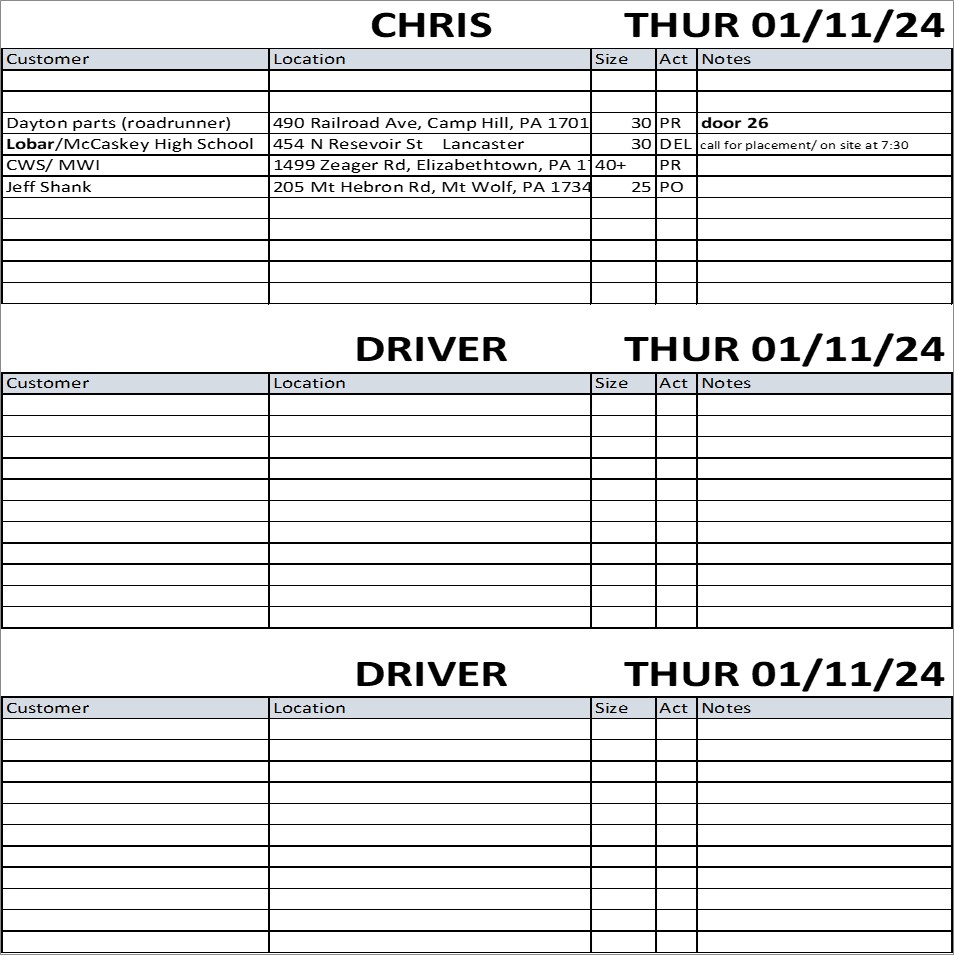 CHRIS THUR 01/11/24
Customer Location Size Act Notes
Dayton parts (roadrunner) 490 Railroad Ave, Camp Hill, PA 1701 30 PR door 26
Lobar/McCaskey High School 454 N Resevoir St Lancaster 30 DEL call for placement/ on site at 7:30
CWS/ MWI 1499 Zeager Rd, Elizabethtown, PA 1 40+ PR
Jeff Shank 205 Mt Hebron Rd, Mt Wolf, PA 1734 25 PO
DRIVER THUR 01/11/24
Customer Location Size Act Notes
DRIVER THUR 01/11/24
Customer Location Size Act Notes